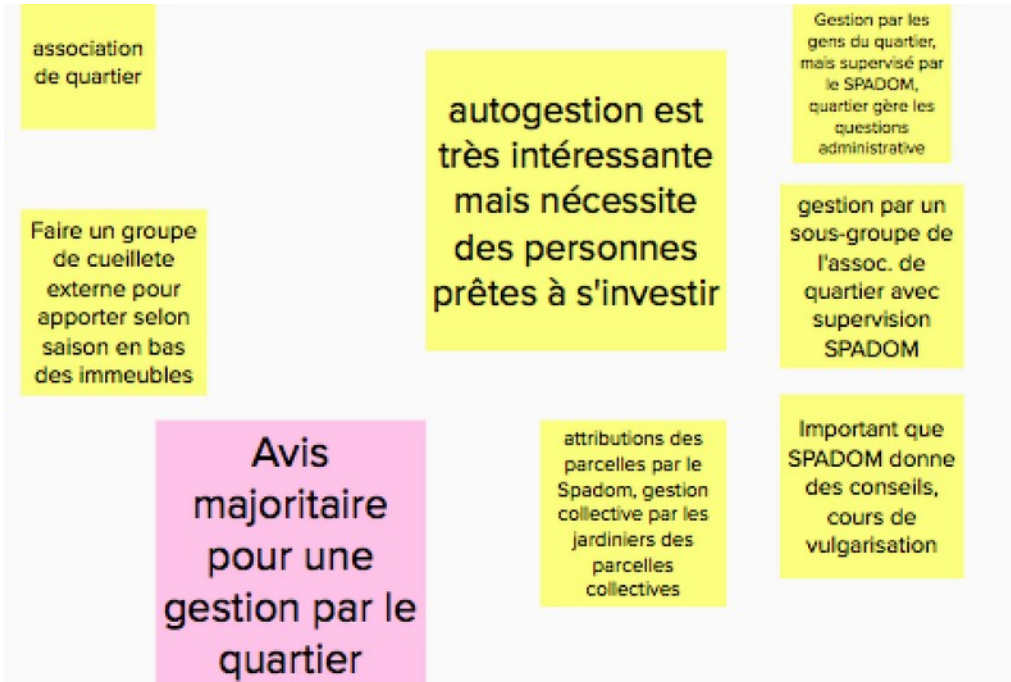 association
de quartier
autogestion est
très intéressante
mais nécessite
des personnes
prêtes à s'investir
Gestion par les
gens du quartier,
mais supervisé par
le SPADOM,
quartier gère les
questions
administrative
Faire un groupe
de cueillete
externe pour
apporter selon
saison en bas
des immeubles
gestion par un
sous-groupe de
l'assoc. de
quartier avec
supervision
SPADOM
Avis
majoritaire
pour une
gestion par le
quartier
attributions des
parcelles par le
Spadom, gestion
collective par les
jardiniers des
parcelles
collectives
Important que
SPADOM donne
des conseils,
cours de
vulgarisation